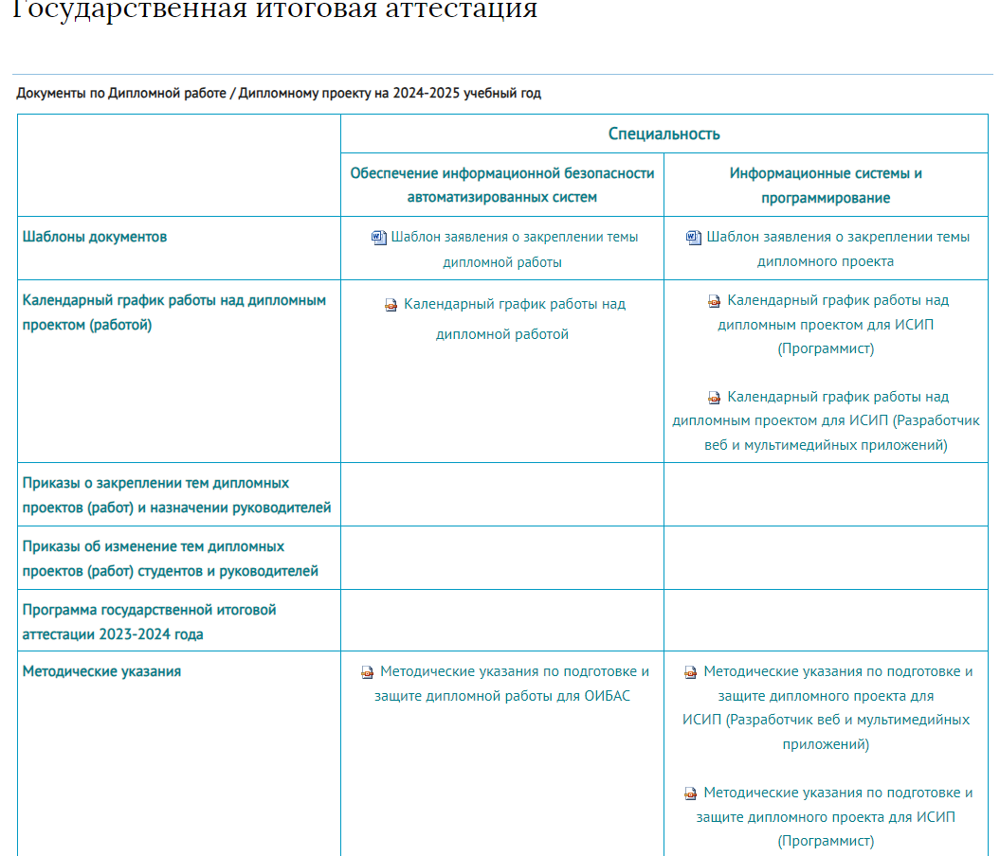 Государственная итоговая аттестация
Документы по Дипломной работе / Дипломному проекту на 2024-2025 учебный год
Специальность
Обеспечение информационной безопасности
автоматизированных систем
Информационные системы и
программирование
Шаблоны документов
Шаблон заявления о закреплении темы
дипломной работы
Шаблон заявления о закреплении темы
дипломного проекта
Календарный график работы над дипломным
проектом (работой)
Календарный график работы над
дипломной работой
Календарный график работы над
дипломным проектом для ИСИП
(Программист)
Календарный график работы над
дипломным проектом для ИСИП (Разработчик
веб и мультимедийных приложений)
Приказы о закреплении тем дипломных
проектов (работ) и назначении руководителей
Приказы об изменение тем дипломных
проектов (работ) студентов и руководителей
Программа государственной итоговой
аттестации 2023-2024 года
Методические указания
Методические указания по подготовке и
защите дипломной работы для ОИБАС
Методические указания по подготовке и
защите дипломного проекта для
ИСИП (Разработчик веб и мультимедийных
приложений)
Методические указания по подготовке и
защите дипломного проекта для ИСИП
(Программист)